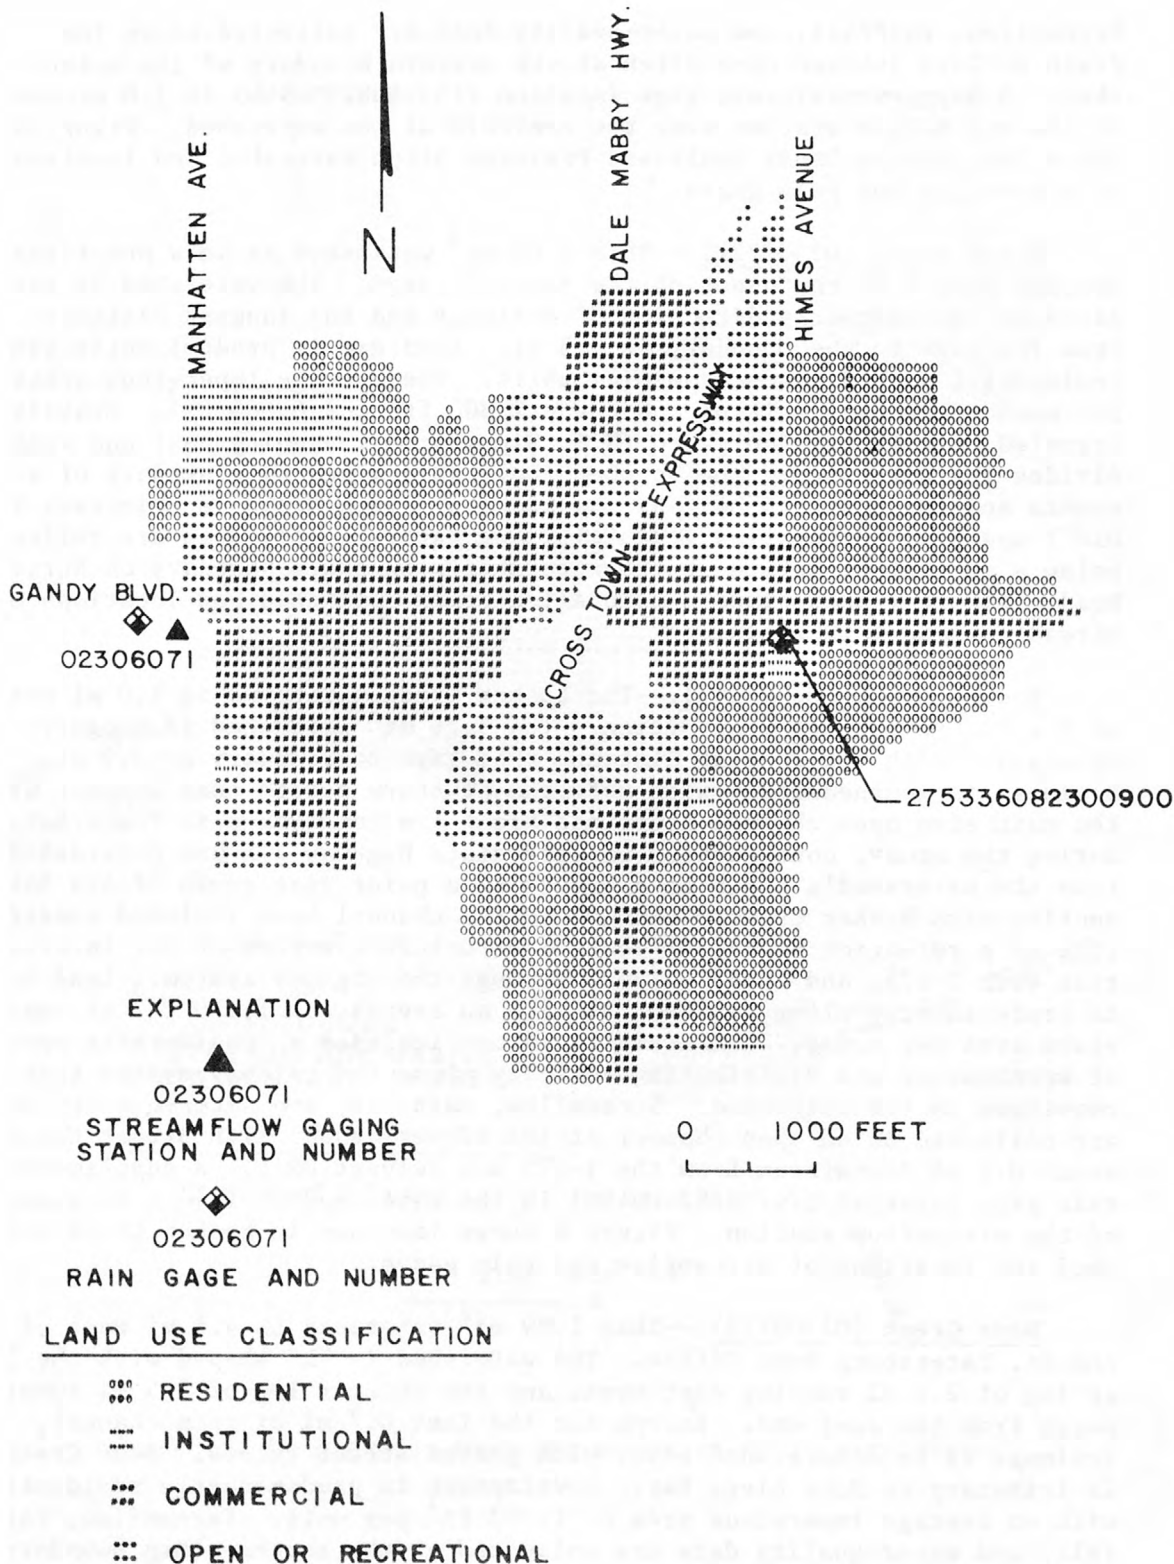 MANHATTEN AVE.
N
DALE MABRY HWY.
HIMES AVENUE
CROSS TOWN EXPRESSWAY
GANDY BLVD.
02306071
275336082300900
EXPLANATION
02306071
STREAMFLOW GAGING
STATION AND NUMBER
02306071
RAIN GAGE AND NUMBER
0 1000 FEET
LAND USE CLASSIFICATION
RESIDENTIAL
INSTITUTIONAL
COMMERCIAL
OPEN OR RECREATIONAL